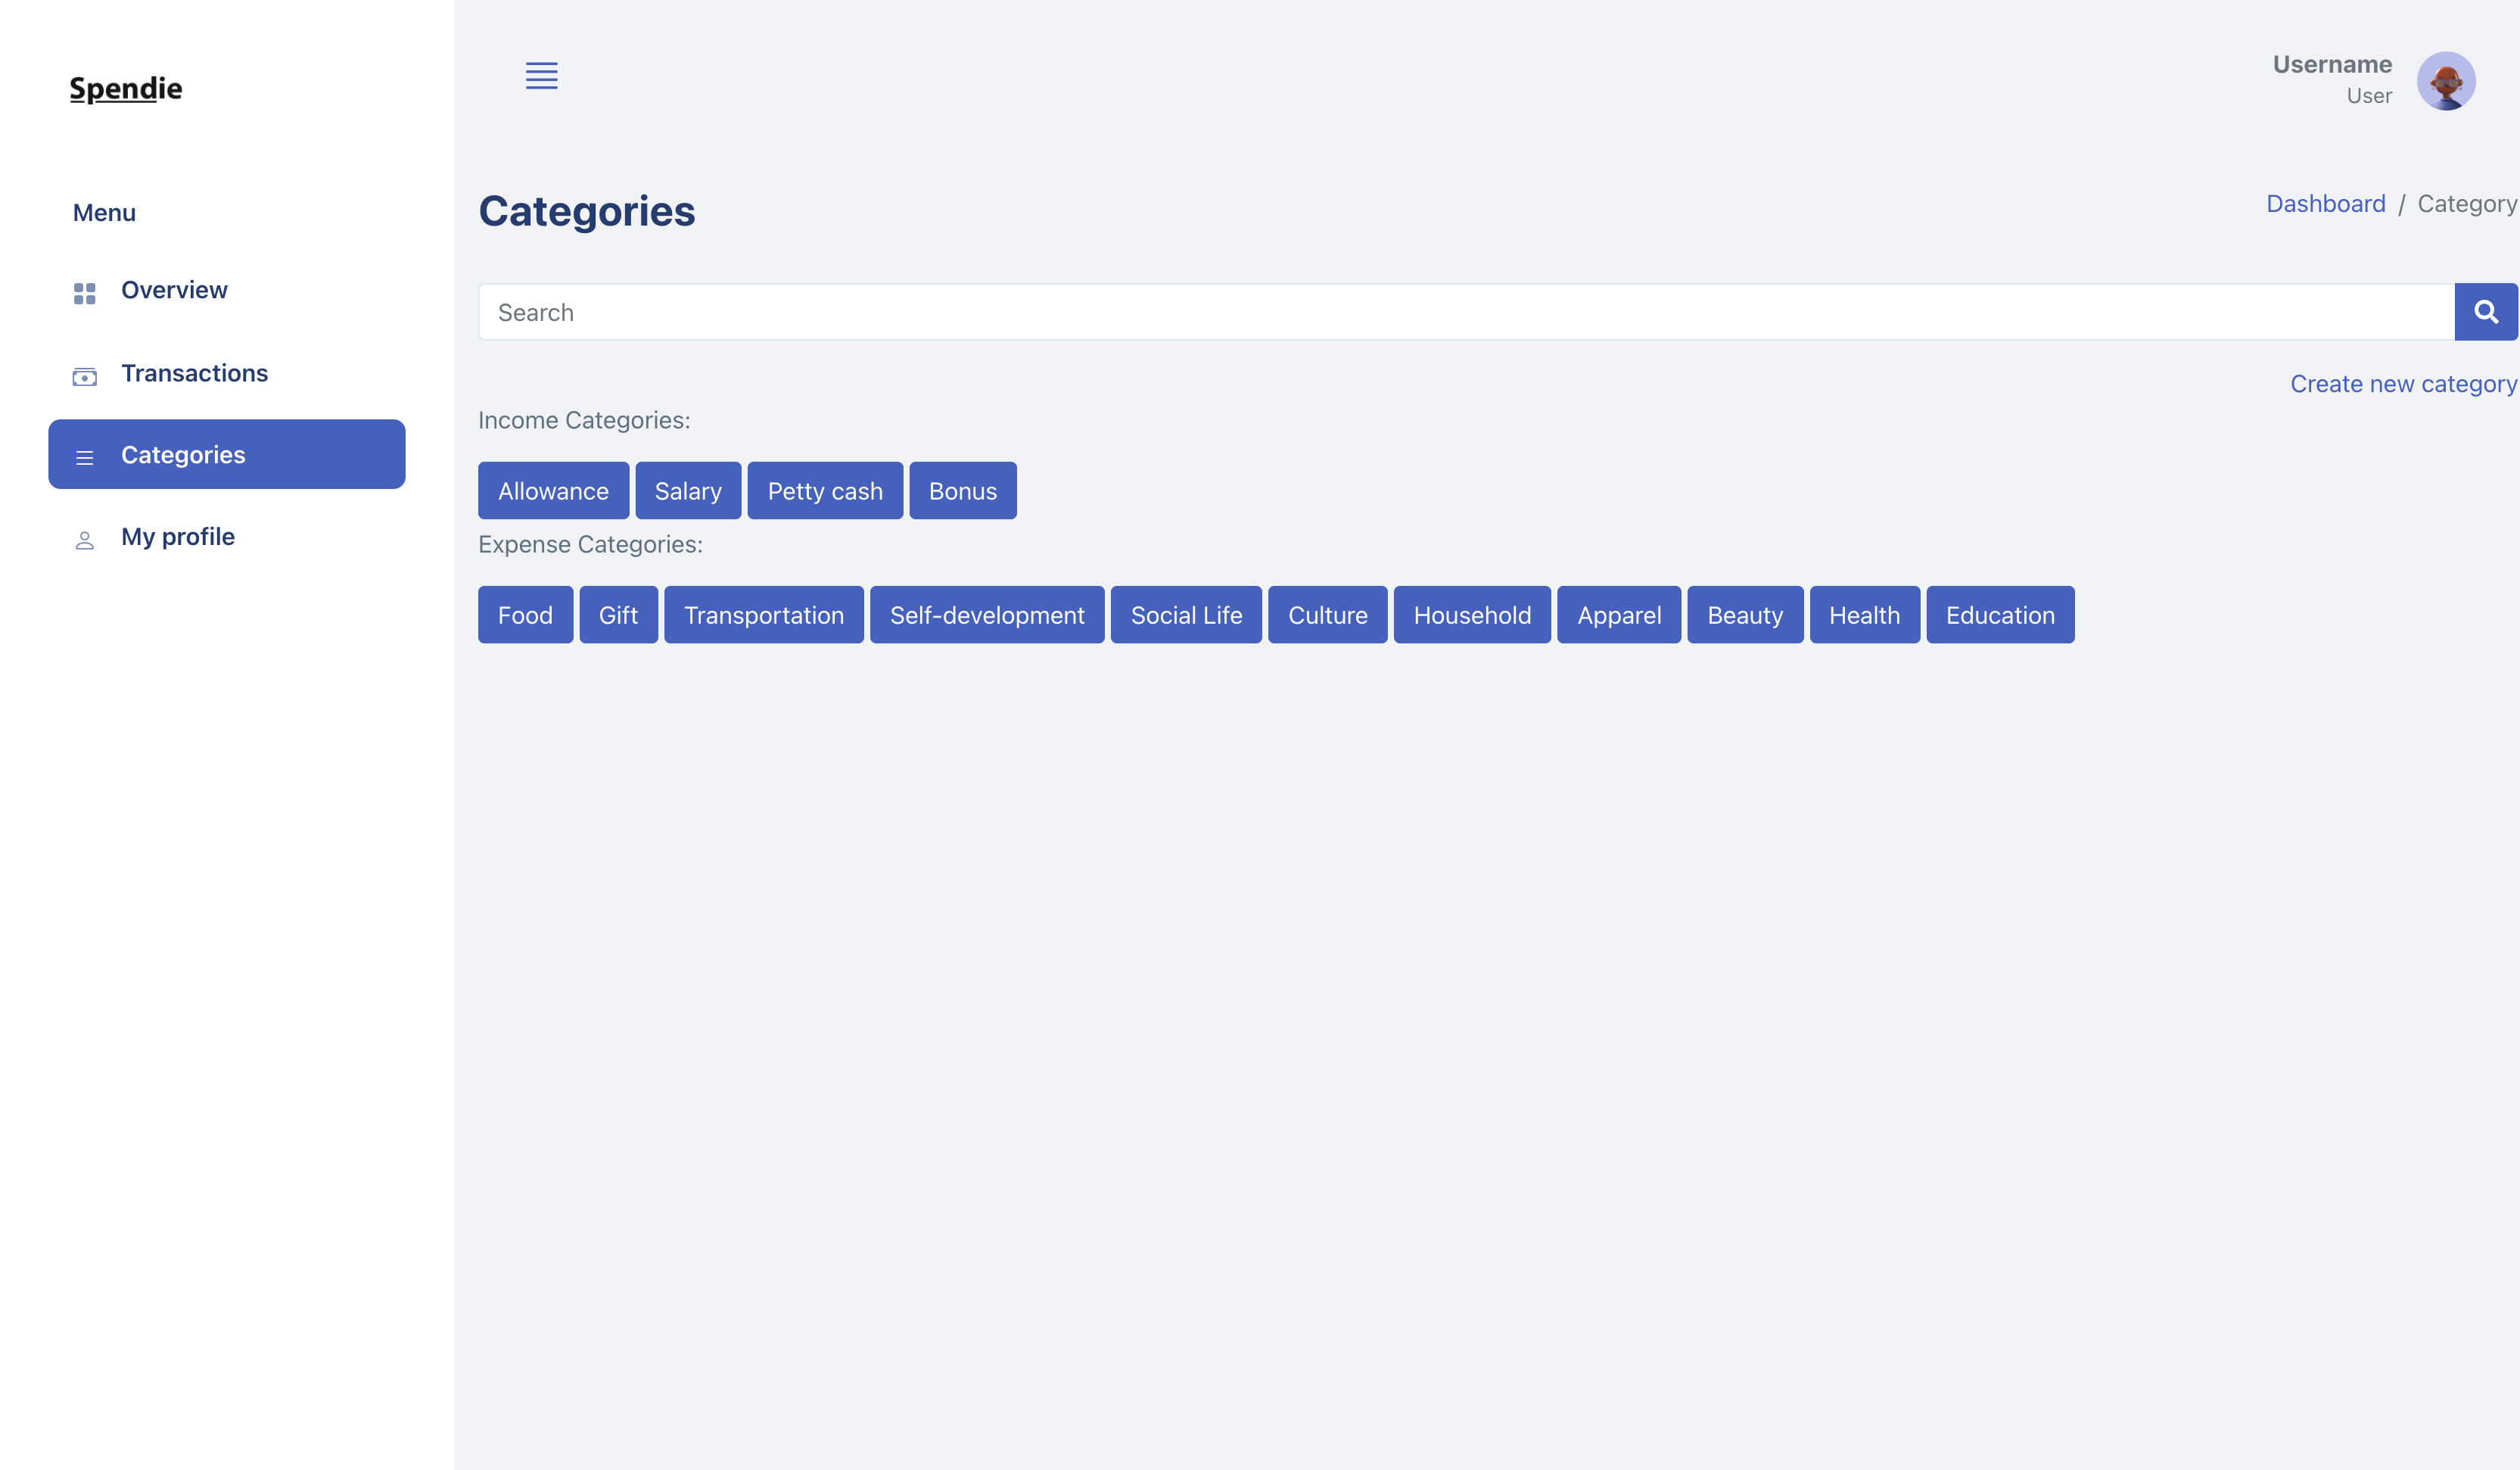 Spendie
Menu
Overview
Transactions
Categories
My profile
Username
User
Categories
Dashboard / Category
Search
Create new category
Income Categories:
Allowance Salary Petty cash Bonus
Expense Categories:
Food Gift Transportation Self-development Social Life Culture Household Apparel Beauty Health Education